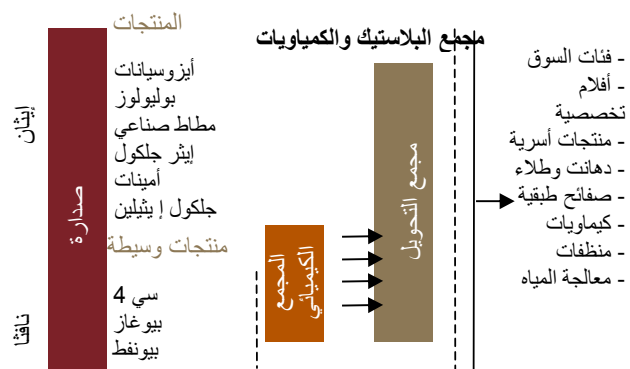 المنتجات
مجمع البلاستيك والكمياويات
إيثان
نافثا
صدارة
أيزوسيانات
بوليولوز
مطاط صناعي
إيثر جلكول
أمينات
جلكول إ يثيلين
منتجات وسيطة
سي 4
بيوغاز
بيونفط
المجمع
الكيميائي
مجمع التحويل
- فئات السوق
- أفلام
تخصصية
- منتجات أسرية
- دهانت وطلاء
- صفائح طبقية
- كيماويات
- منظفات
- معالجة المياه